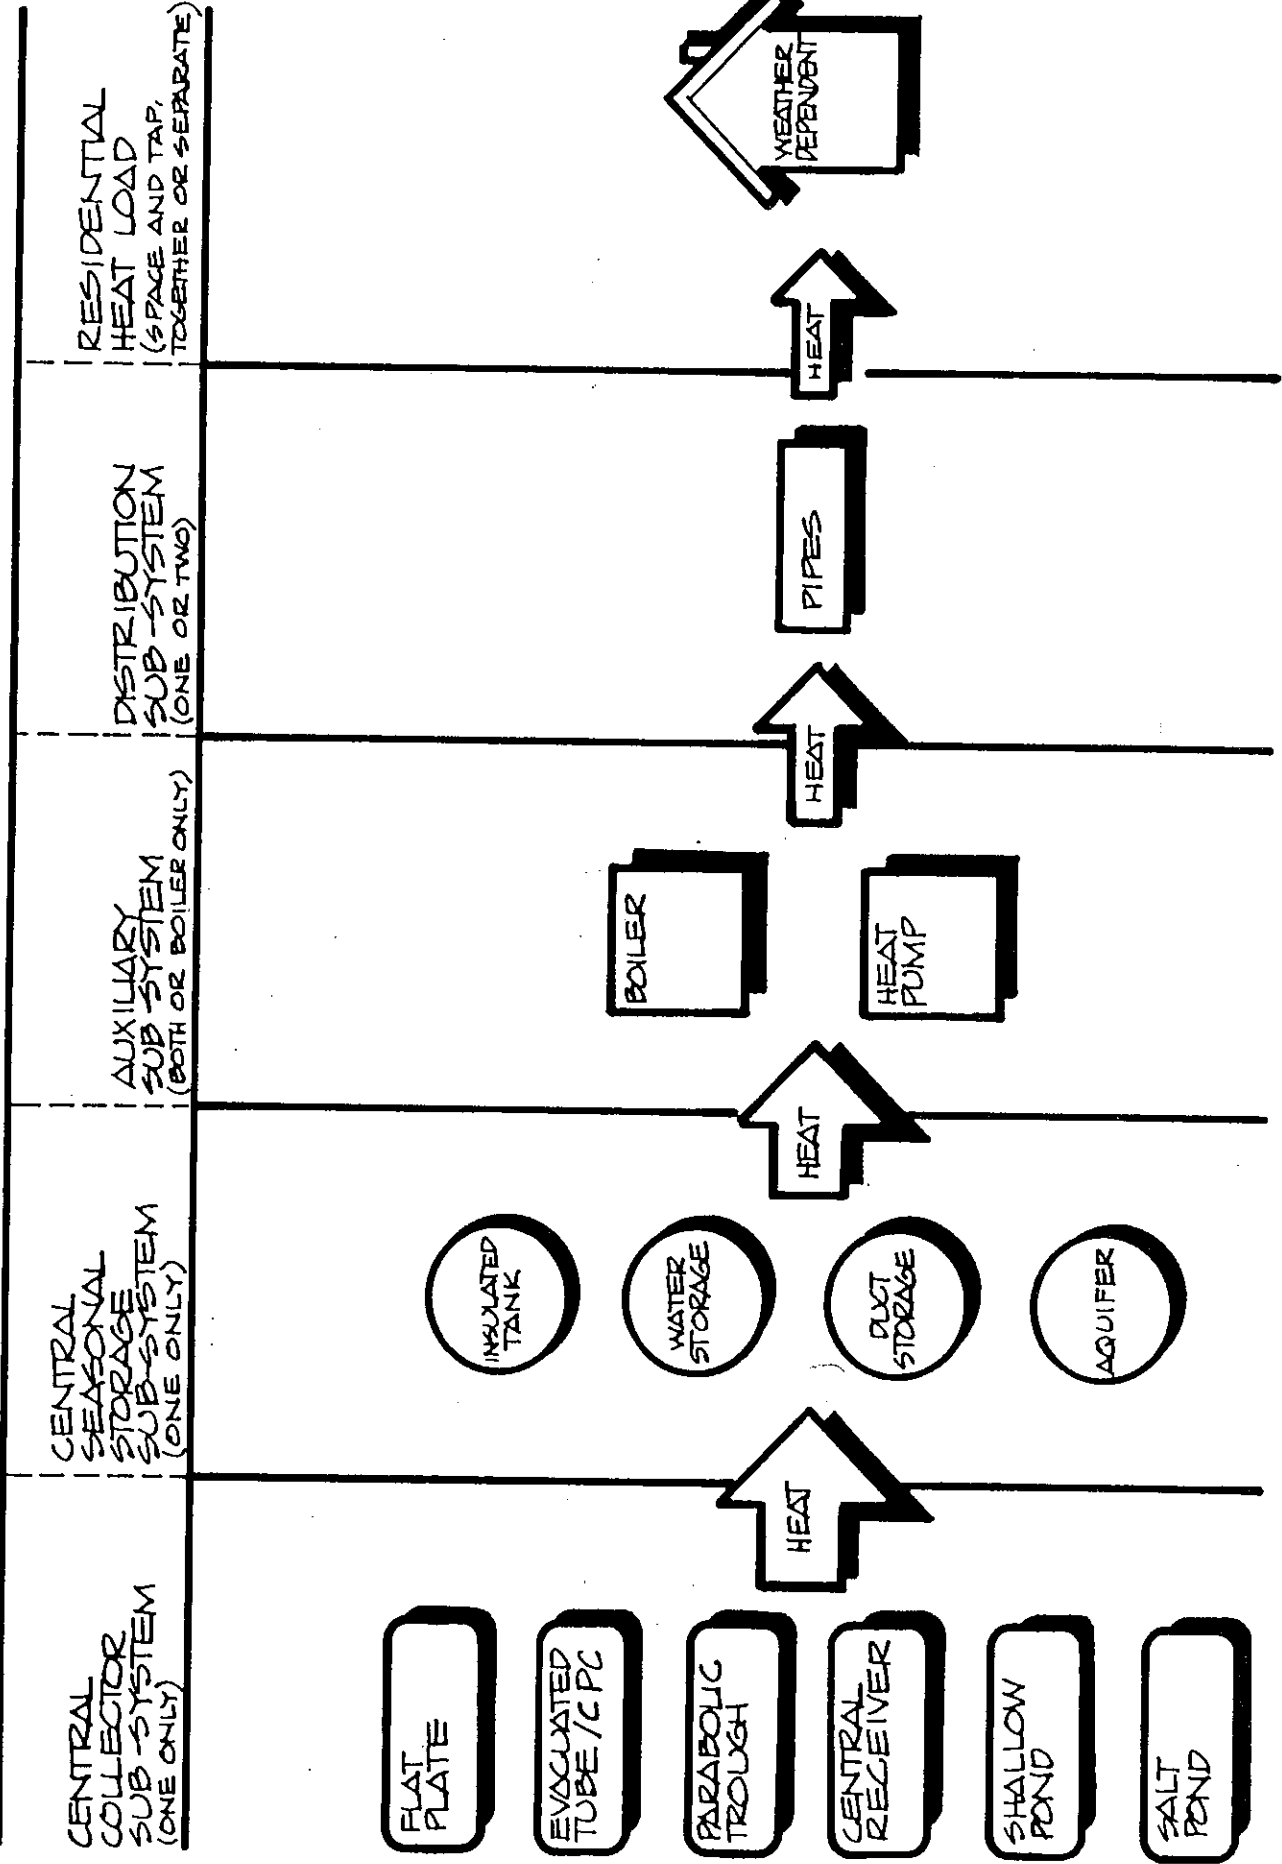 CENTRAL
COLLECTOR
SUB-SYSTEM
(ONE ONLY)
CENTRAL
SEASONAL
STORAGE
SUB-SYSTEM
(ONE ONLY)
AUXILIARY
SUB-SYSTEM
(BOTH OR BOILER ONLY)
DISTRIBUTION
SUB-SYSTEM
(ONE OR TWO)
RESIDENTIAL
HEAT LOAD
(SPACE AND TAP,
TOGETHER OR SEPARATE)
FLAT
PLATE
EVACUATED
TUBE/CPC
PARABOLIC
TROUGH
CENTRAL
RECEIVER
SHALLOW
POND
SALT
POND
HEAT
INSULATED
TANK
WATER
STORAGE
DUCT
STORAGE
AQUIFER
HEAT
BOILER
HEAT
PUMP
HEAT
PIPES
HEAT
WEATHER
DEPENDENT